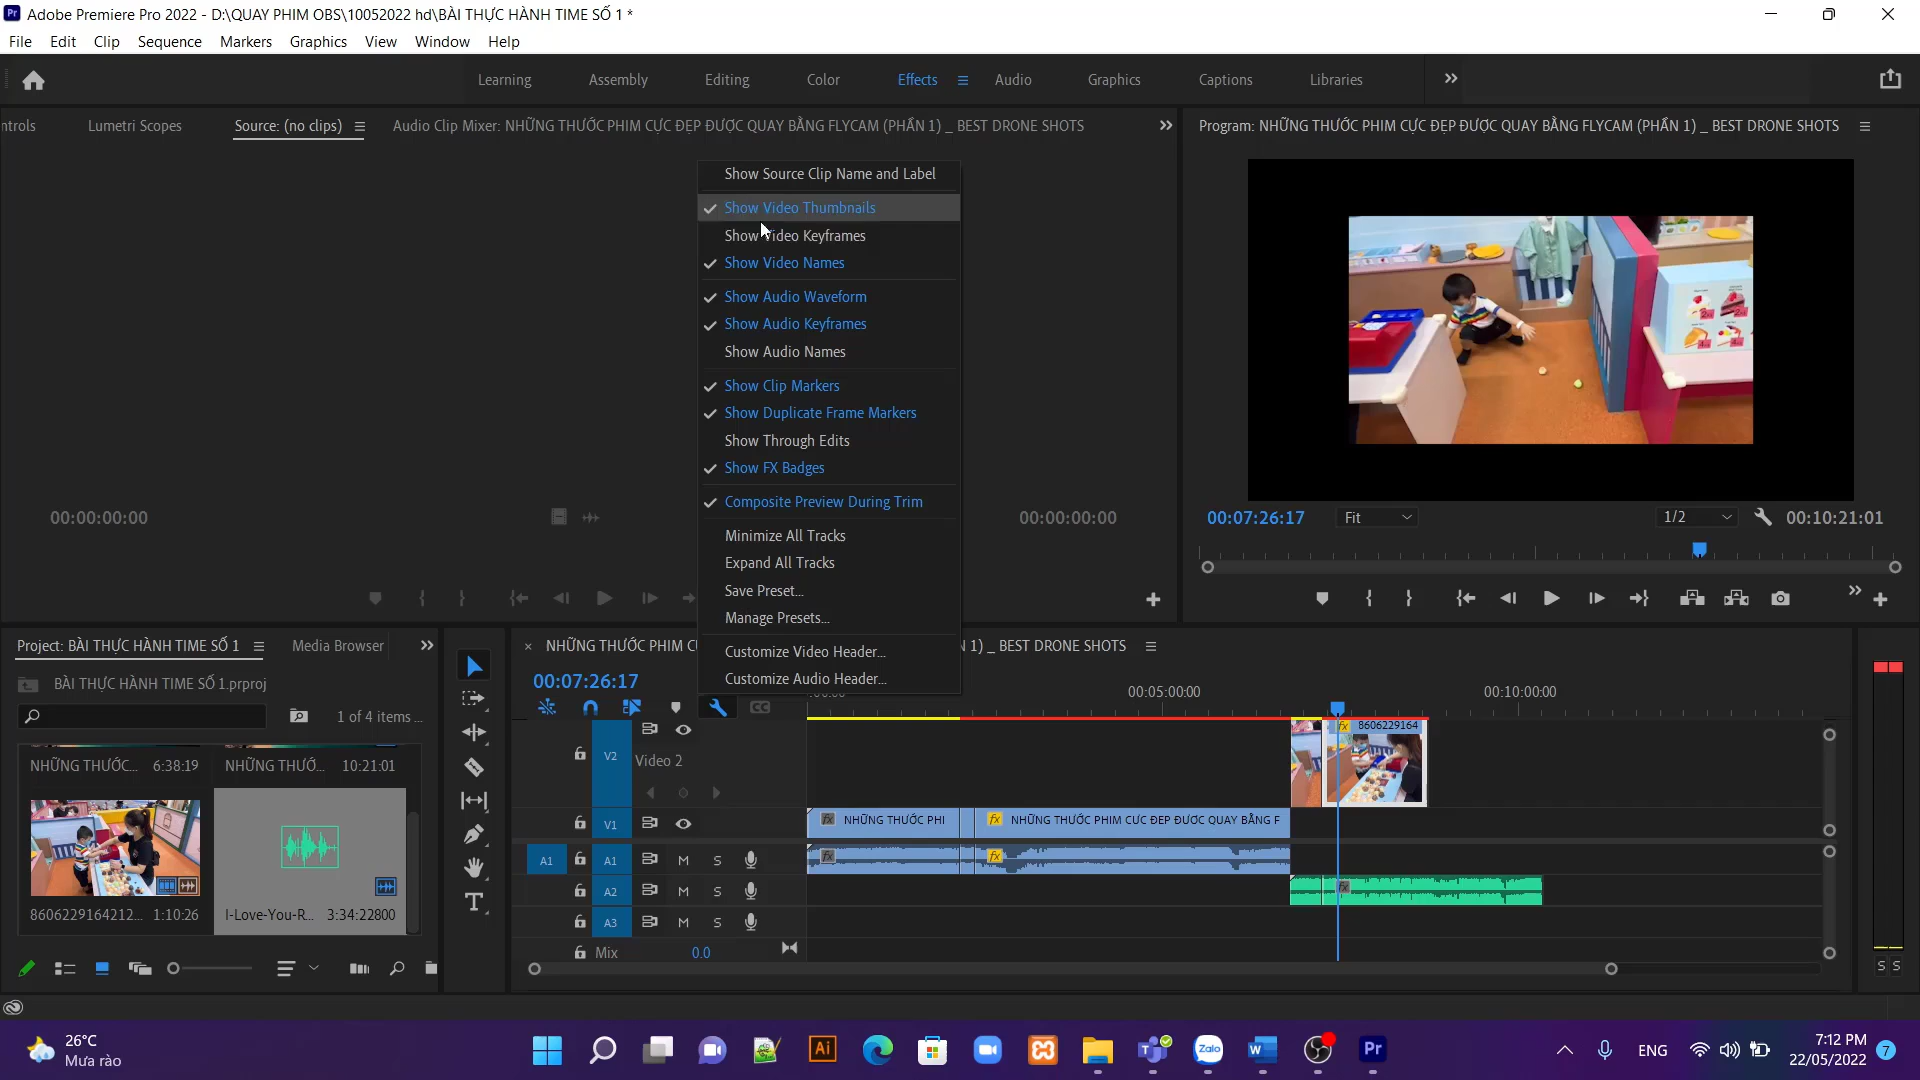 Adobe Premiere Pro 2022 - D:\QUAY PHIM OBS\10052022 hd\BÀI THỰC HÀNH TIME SỐ 1 *
File Edit Clip Sequence Markers Graphics View Window Help
Learning Assembly Editing Color Effects Audio Graphics Captions Libraries
ntrols Lumetri Scopes Source: (no clips) Audio Clip Mixer: NHỮNG THƯỚC PHIM CỰC ĐẸP ĐƯỢC QUAY BẰNG FLYCAM (PHẦN 1) _ BEST DRONE SHOTS
Program: NHỮNG THƯỚC PHIM CỰC ĐẸP ĐƯỢC QUAY BẰNG FLYCAM (PHẦN 1) _ BEST DRONE SHOTS
Show Source Clip Name and Label
Show Video Thumbnails
Show Video Keyframes
Show Video Names
Show Audio Waveform
Show Audio Keyframes
Show Audio Names
Show Clip Markers
Show Duplicate Frame Markers
Show Through Edits
Show FX Badges
Composite Preview During Trim
Minimize All Tracks
Expand All Tracks
Save Preset...
Manage Presets...
Customize Video Header...
Customize Audio Header...
00:00:00:00 00:00:00:00
00:07:26:17 Fit 1/2 00:10:21:01
Project: BÀI THỰC HÀNH TIME SỐ 1 Media Browser
BÀI THỰC HÀNH TIME SỐ 1.prproj
1 of 4 items ...
NHỮNG THƯỚC... 6:38:19 NHỮNG THƯỚ... 10:21:01
8606229164212... 1:10:26 I-Love-You-R... 3:34:22800
NHỮNG THƯỚC PHIM C N 1) _ BEST DRONE SHOTS
00:07:26:17
00:05:00:00 00:10:00:00
V2 Video 2 fx 8606229164
V1 fx NHỮNG THƯỚC PHI fx NHỮNG THƯỚC PHIM CỰC ĐẸP ĐƯỢC QUAY BẰNG F
A1 A1 M S fx fx
A2 M S fx
A3 M S
Mix 0.0
S S
26°C
Mưa rào
Ai
Zalo
Pr
ENG
7:12 PM
22/05/2022
7